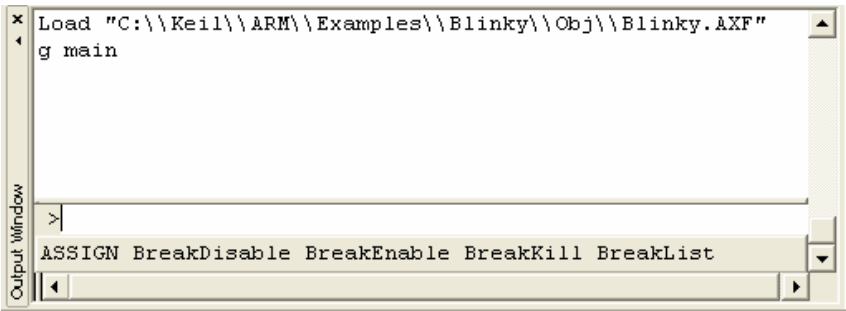 Load "C:\\Keil\\ARM\\Examples\\Blinky\\Obj\\Blinky.AXF"
g main
>
ASSIGN BreakDisable BreakEnable BreakKill BreakList
Output Window